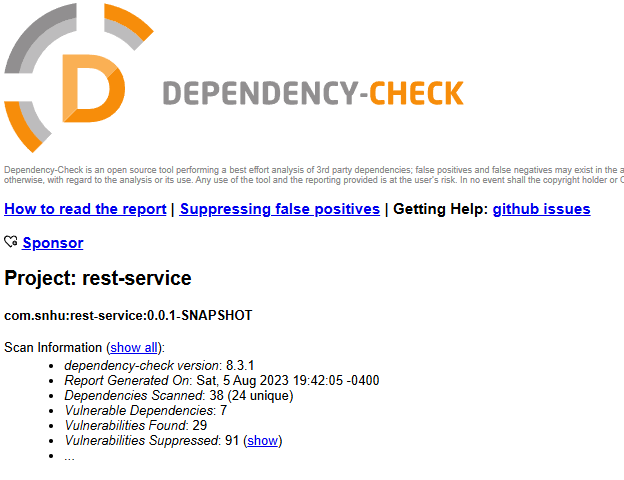 DEPENDENCY-CHECK
Dependency-Check is an open source tool performing a best effort analysis of 3rd party dependencies; false positives and false negatives may exist in the a
otherwise, with regard to the analysis or its use. Any use of the tool and the reporting provided is at the user's risk. In no event shall the copyright holder or
How to read the report | Suppressing false positives | Getting Help: github issues
Sponsor
Project: rest-service
com.snhu:rest-service:0.0.1-SNAPSHOT
Scan Information (show all):
• dependency-check version: 8.3.1
• Report Generated On: Sat, 5 Aug 2023 19:42:05 -0400
• Dependencies Scanned: 38 (24 unique)
• Vulnerable Dependencies: 7
• Vulnerabilities Found: 29
• Vulnerabilities Suppressed: 91 (show)
• ...